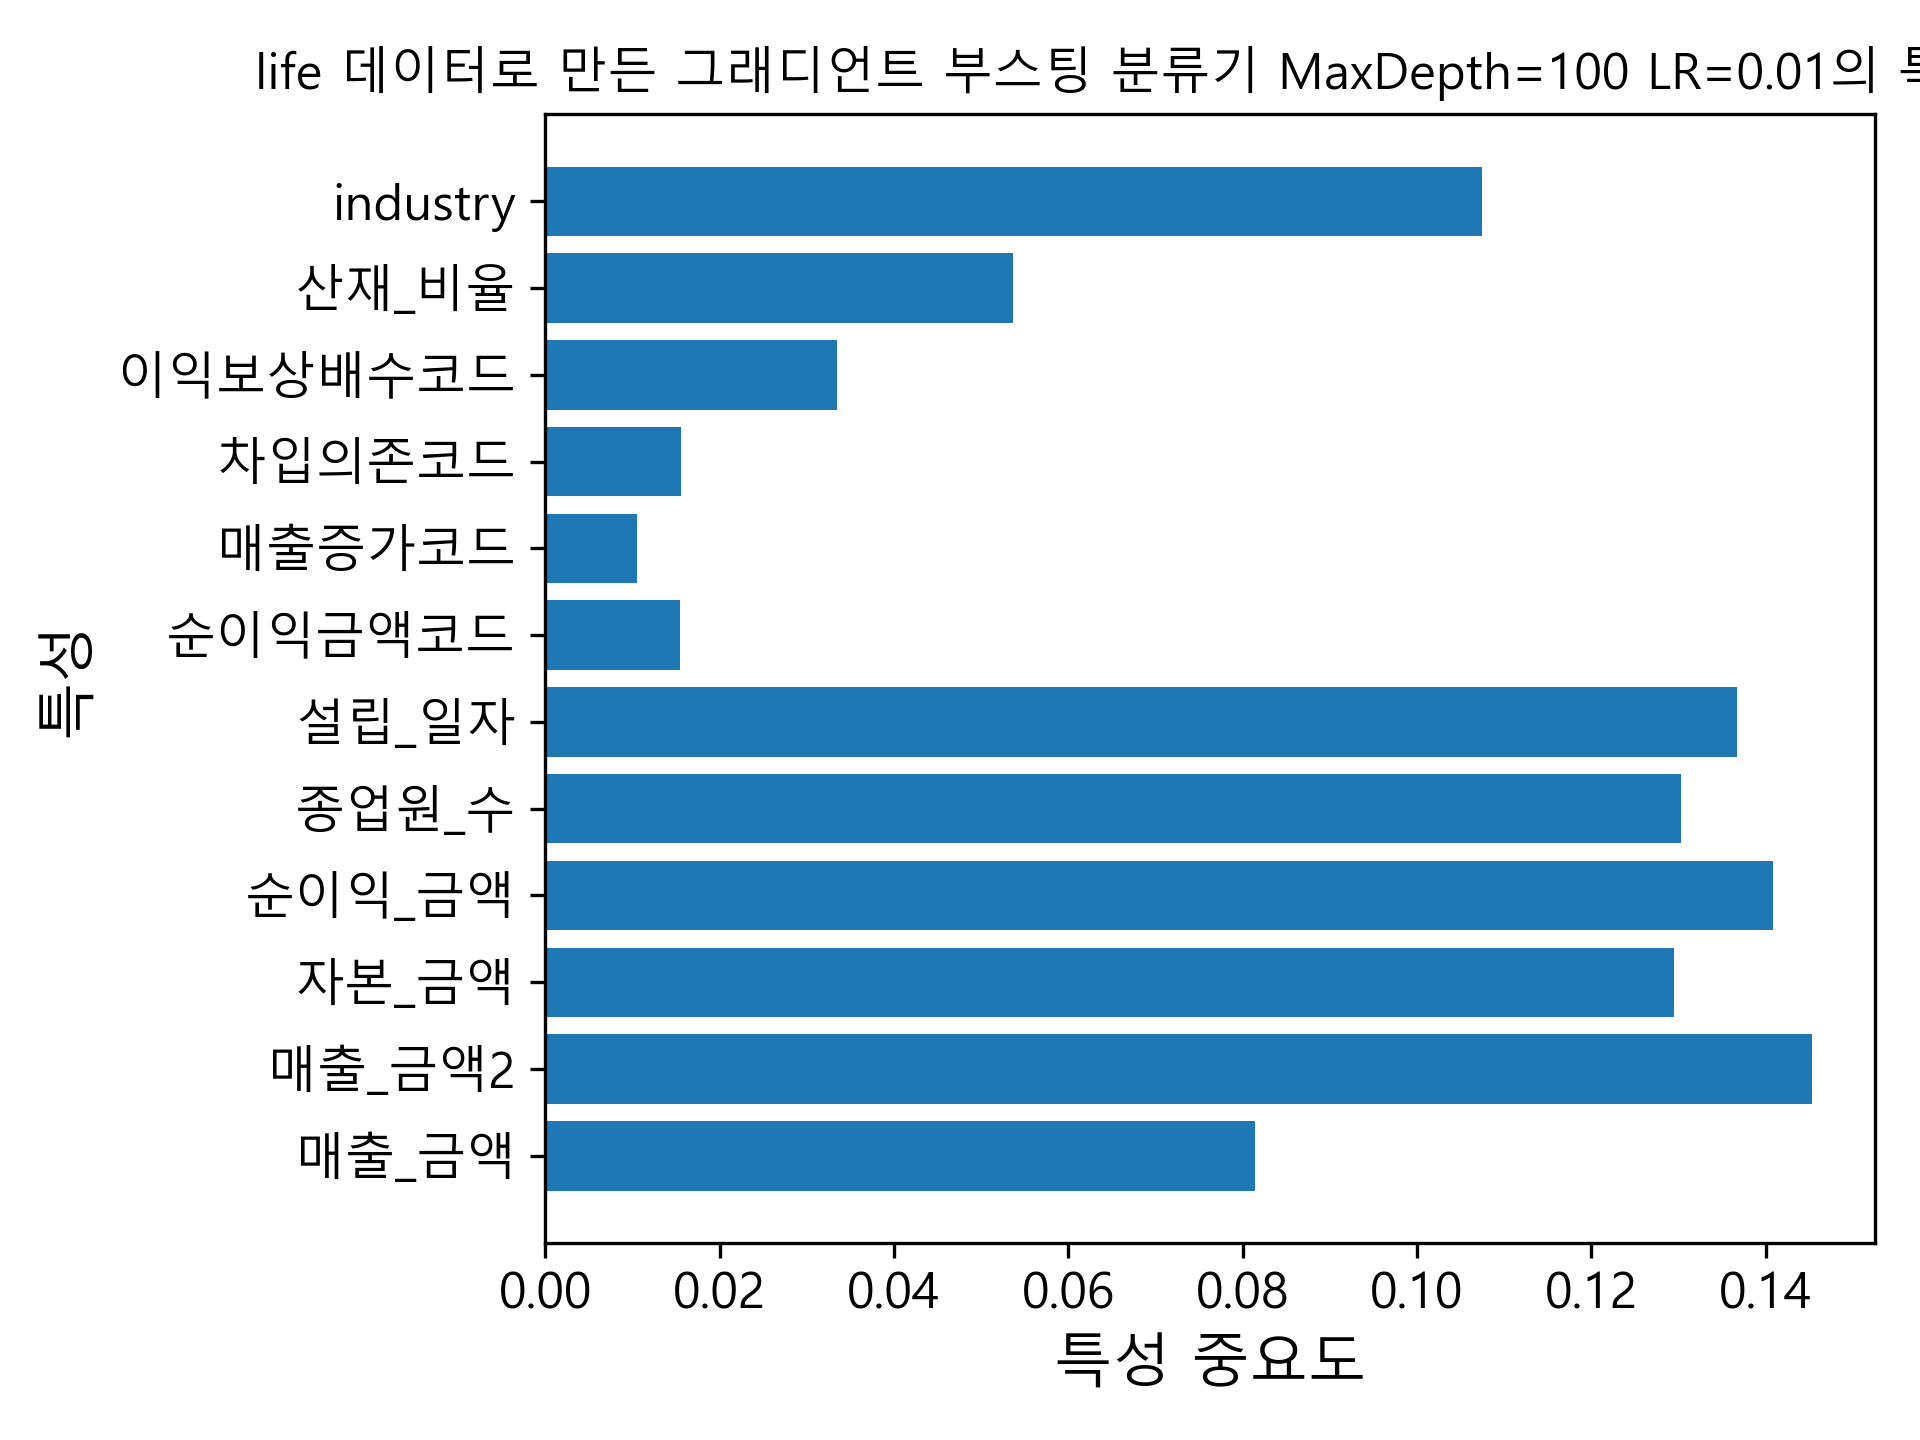 life 데이터로 만든 그래디언트 부스팅 분류기 MaxDepth=100 LR=0.01의
industry
산재_비율
이익보상배수코드
차입의존코드
매출증가코드
순이익금액코드
설립_일자
종업원_수
순이익_금액
자본_금액
매출_금액2
매출_금액
특성
0.00 0.02 0.04 0.06 0.08 0.10 0.12 0.14
특성 중요도